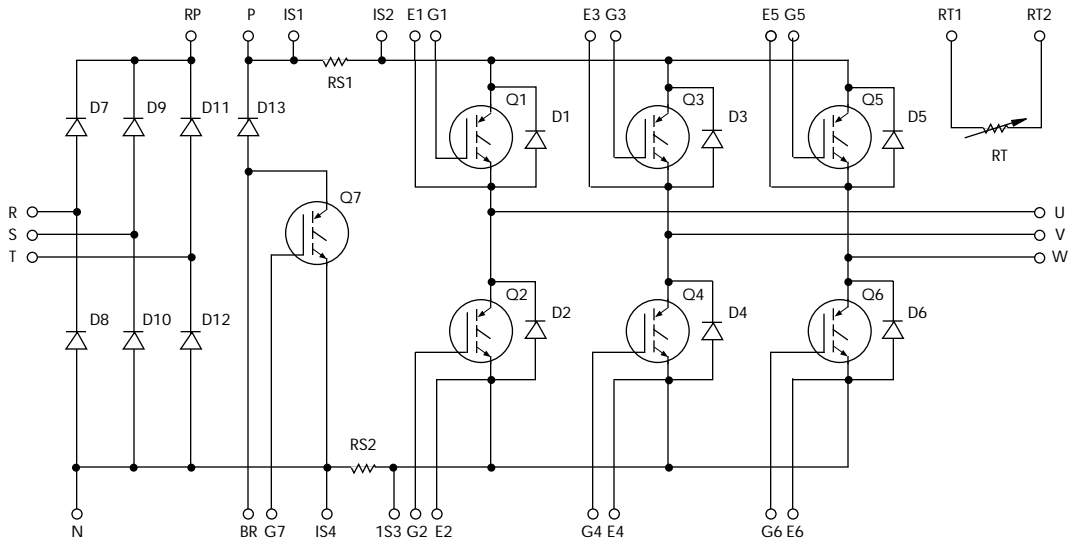 RP P IS1 IS2 E1 G1 E3 G3 E5 G5 RT1 RT2
RS1
D7 D9 D11 D13 Q1 D1 Q3 D3 Q5 D5
RT
Q7
R U
S V
T W
D8 D10 D12 Q2 D2 Q4 D4 Q6 D6
RS2
N BR G7 IS4 1S3 G2 E2 G4 E4 G6 E6